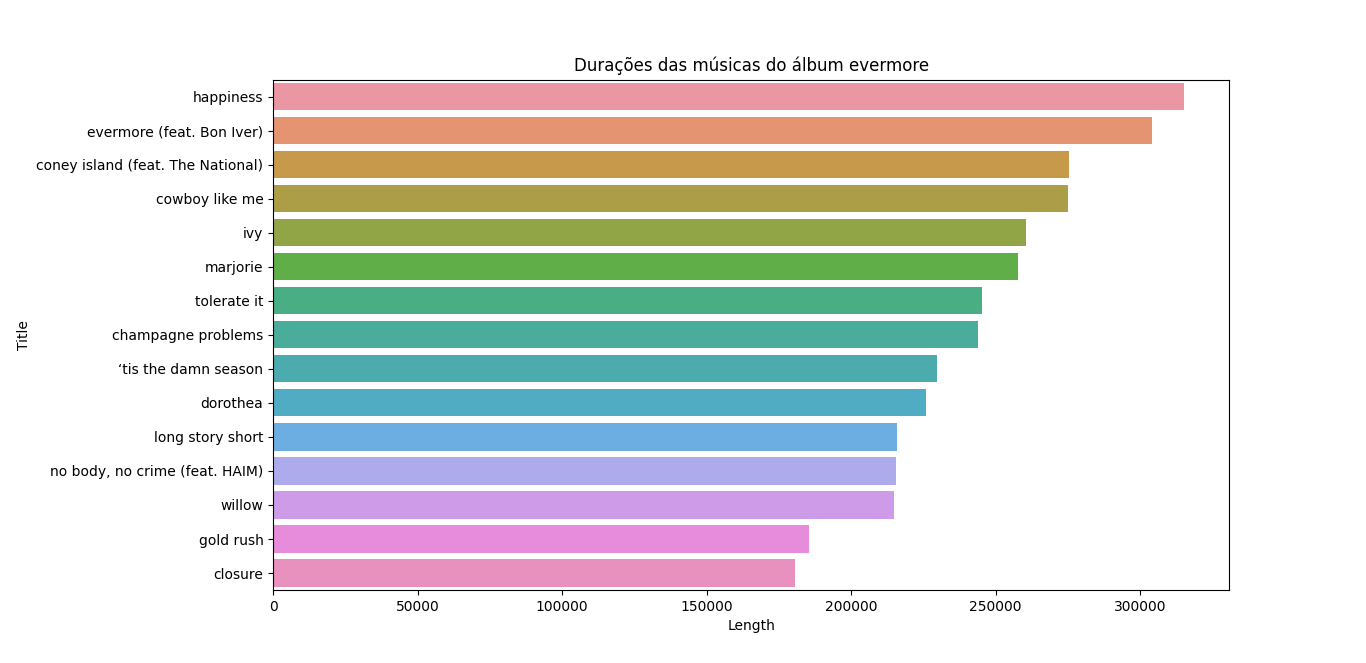 Durações das músicas do álbum evermore
Title
happiness
evermore (feat. Bon Iver)
coney island (feat. The National)
cowboy like me
ivy
marjorie
tolerate it
champagne problems
‘tis the damn season
dorothea
long story short
no body, no crime (feat. HAIM)
willow
gold rush
closure
0 50000 100000 150000 200000 250000 300000
Length